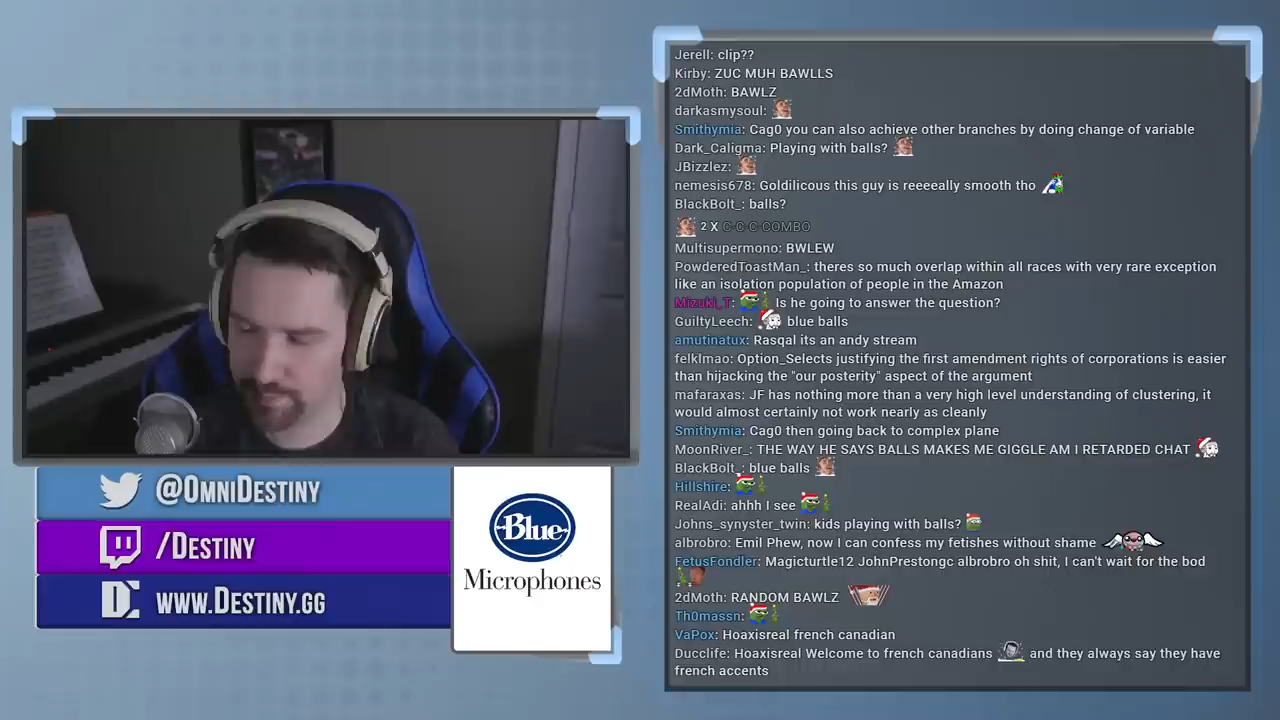 Jerell: clip??
Kirby: ZUC MUH BAWLLS
2dMoth: BAWLZ
darkasmysoul:
Smithymia: Cag0 you can also achieve other branches by doing change of variable
Dark_Caligma: Playing with balls?
JBizzlez:
nemesis678: Goldilicous this guy is reeeeally smooth tho
BlackBolt_: balls?
2 X C-C-C-COMBO
Multisupermono: BWLEW
PowderedToastMan_: theres so much overlap within all races with very rare exception
like an isolation population of people in the Amazon
Mizuki_T: Is he going to answer the question?
GuiltyLeech: blue balls
amutinatux: Rasqal its an andy stream
felklmao: Option_Selects justifying the first amendment rights of corporations is easier
than hijacking the "our posterity" aspect of the argument
mafaraxas: JF has nothing more than a very high level understanding of clustering, it
would almost certainly not work nearly as cleanly
Smithymia: Cag0 then going back to complex plane
MoonRiver_: THE WAY HE SAYS BALLS MAKES ME GIGGLE AM I RETARDED CHAT
BlackBolt_: blue balls
Hillshire:
RealAdi: ahhh I see
Johns_synyster_twin: kids playing with balls?
albrobro: Emil Phew, now I can confess my fetishes without shame
FetusFondler: Magicturtle12 JohnPrestongc albrobro oh shit, I can't wait for the bod
2dMoth: RANDOM BAWLZ
Th0massn:
VaPox: Hoaxisreal french canadian
Ducclife: Hoaxisreal Welcome to french canadians and they always say they have
french accents
@OmniDestiny
/Destiny
www.Destiny.gg
Blue
Microphones